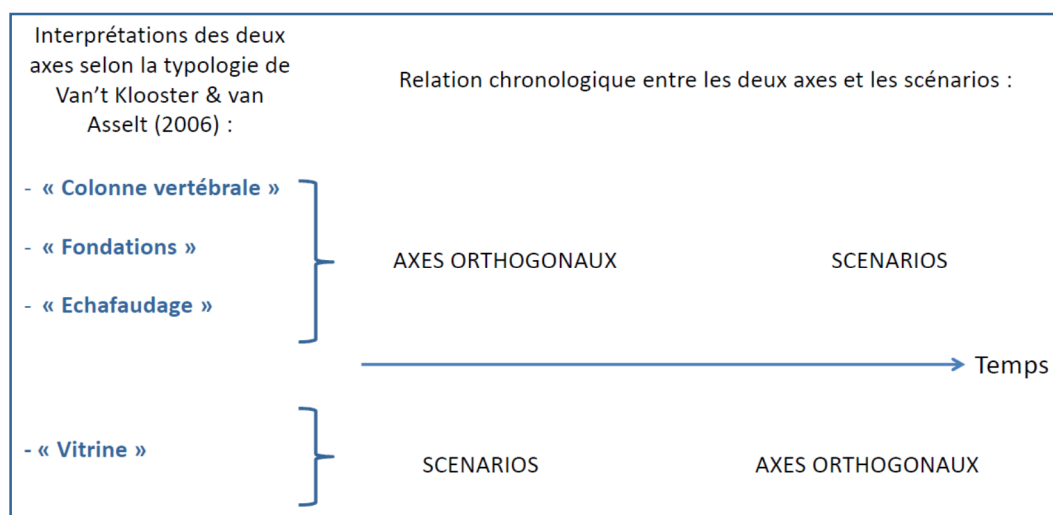 Interprétations des deux
axes selon la typologie de
Van't Klooster & van
Asselt (2006) :
Relation chronologique entre les deux axes et les scénarios :
- « Colonne vertébrale »
- « Fondations »
- « Echafaudage »
AXES ORTHOGONAUX SCENARIOS
Temps
- « Vitrine »
SCENARIOS AXES ORTHOGONAUX